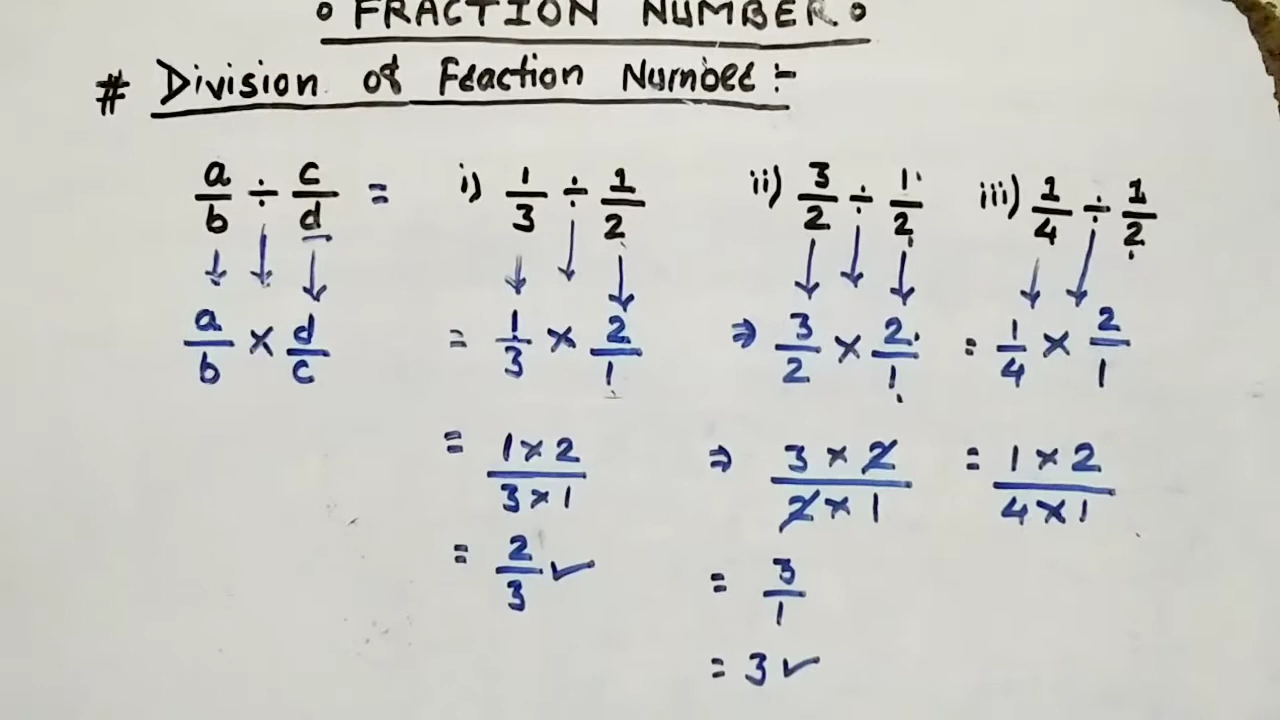 ° FRACTION NUMBER °
# Division of Fraction Number :-
a/b ÷ c/d =
a/b × d/c
i) 1/3 ÷ 1/2
= 1/3 × 2/1
= 1×2/3×1
= 2/3 ✓
ii) 3/2 ÷ 1/2
⇒ 3/2 × 2/1
⇒ 3×2/2×1
= 3/1
= 3 ✓
iii) 1/4 ÷ 1/2
= 1/4 × 2/1
= 1×2/4×1